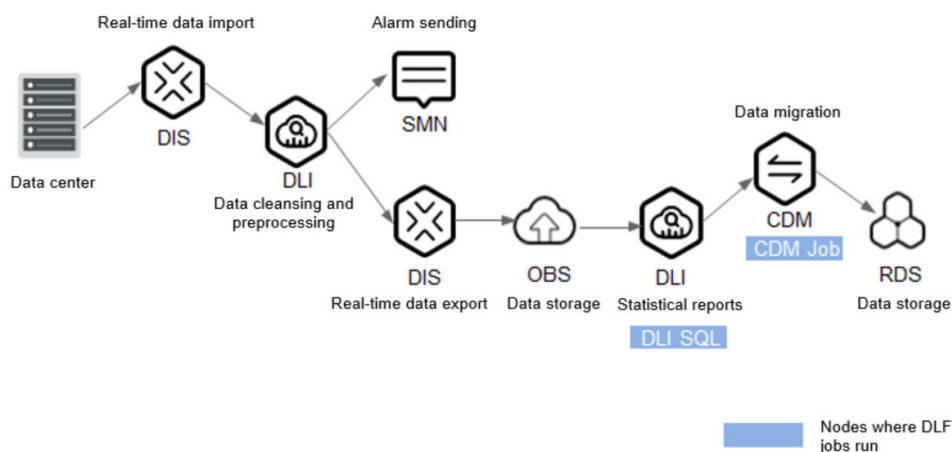 Real-time data import
Alarm sending
DIS
SMN
Data migration
Data center
DLI
Data cleansing and
preprocessing
CDM
CDM Job
DIS
Real-time data export
OBS
Data storage
DLI
Statistical reports
DLI SQL
RDS
Data storage
Nodes where DLF
jobs run